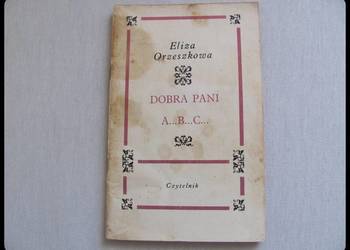 Eliza
Orzeszkowa
DOBRA PANI
A...B...C...
Czytelnik